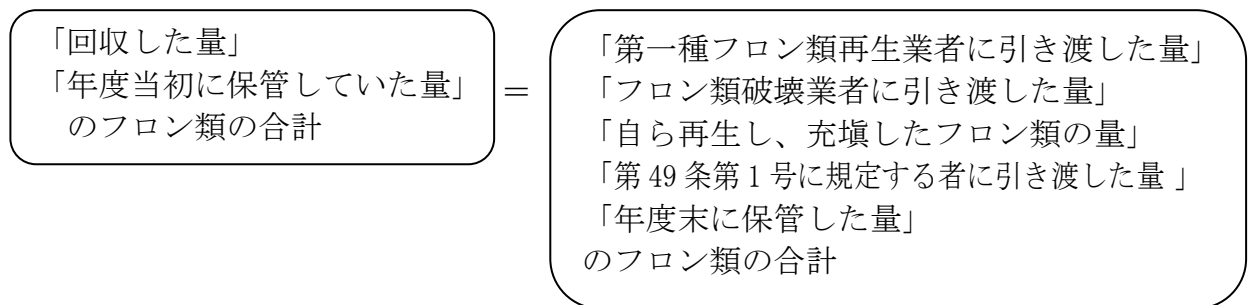 「回収した量」
「年度当初に保管していた量」
のフロン類の合計
=
「第一種フロン類再生業者に引き渡した量」
「フロン類破壊業者に引き渡した量」
「自ら再生し、充塡したフロン類の量」
「第 49 条第 1 号に規定する者に引き渡した量 」
「年度末に保管した量」
のフロン類の合計